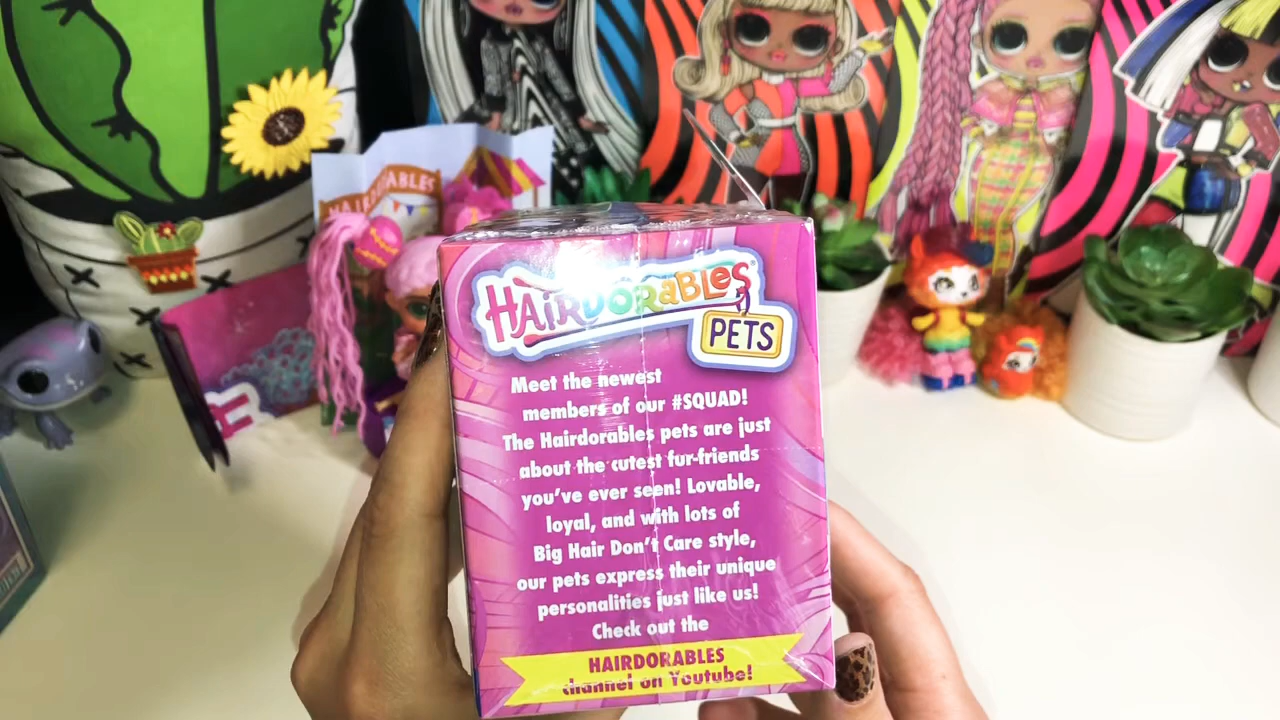 HAIRDORABLES
HAIRDORABLES®
PETS
Meet the newest
members of our #SQUAD!
The Hairdorables pets are just
about the cutest fur-friends
you've ever seen! Lovable,
loyal, and with lots of
Big Hair Don't Care style,
our pets express their unique
personalities just like us!
Check out the
HAIRDORABLES
channel on Youtube!